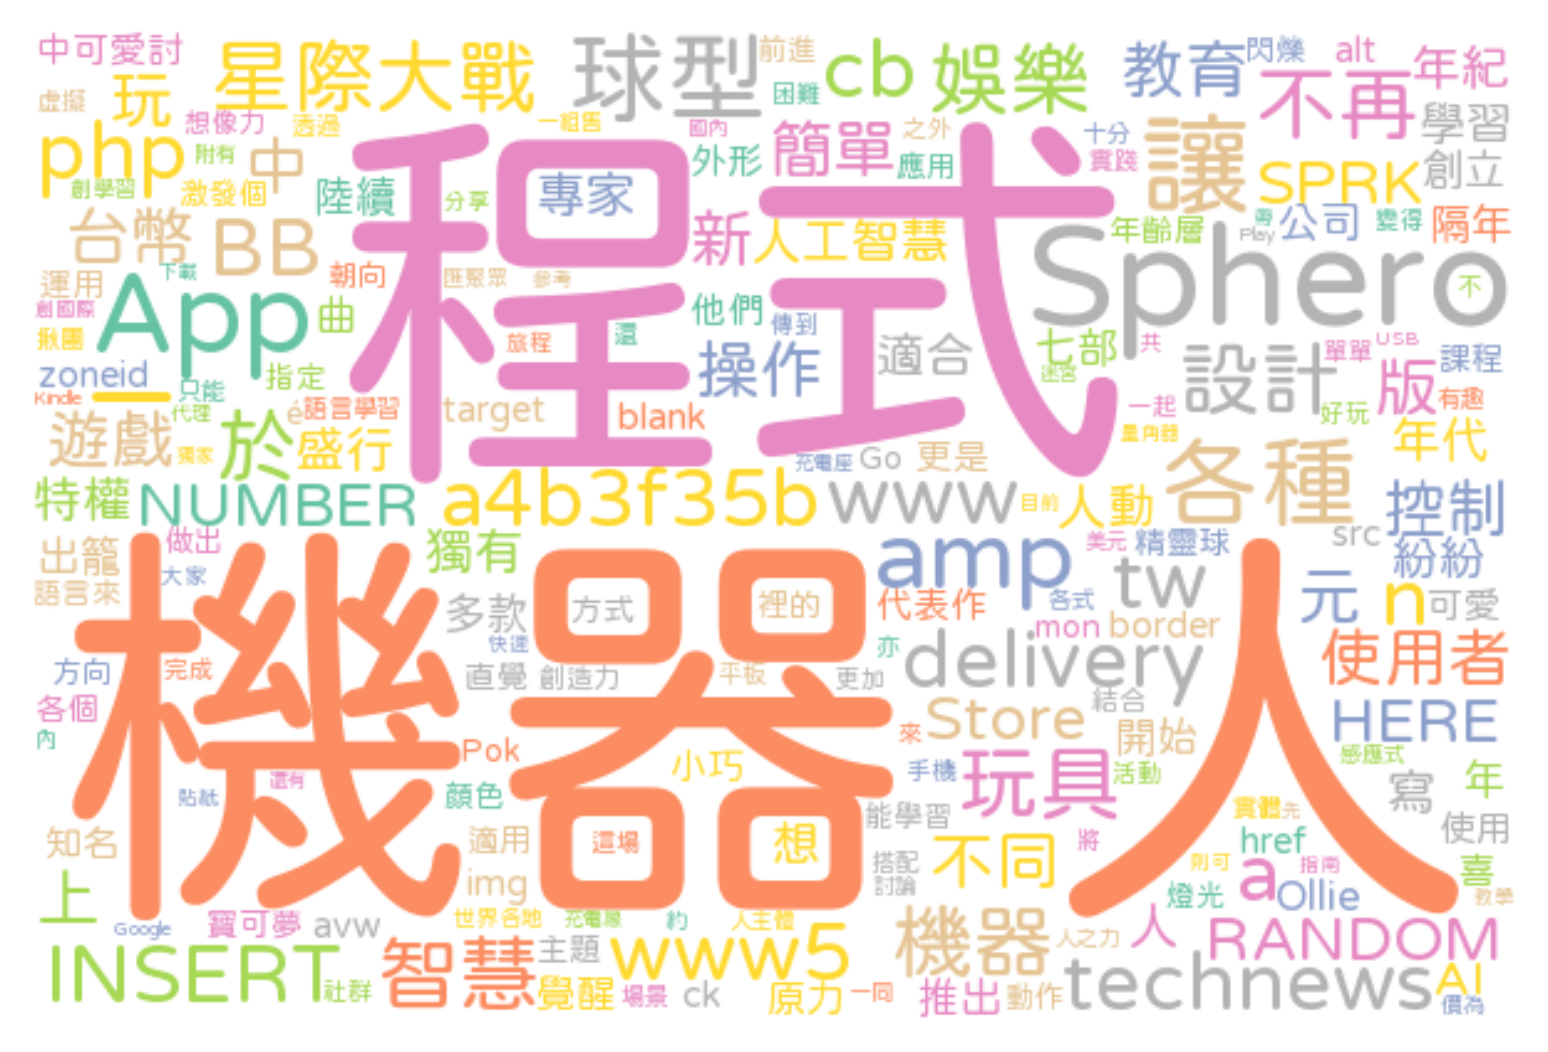 中可愛討
星際大戰
球型
前進
cb
娛樂
教育
閃爍
alt
年紀
虛擬
玩
困難
不再
php
想像力
透過
一組售
國內
簡單
之外
十分
學習
附有
中
外形
應用
實踐
讓
SPRK
創立
創學習
激發個
陸續
分享
專家
程式
台幣
BB
新
人工智慧
年齡層
Play
公司
變得
隔年
Sphero
不
運用
下載
朝向
匯聚眾
參考
創國際
App
曲
他們
傳到
揪團
旅程
還
操作
適合
七部
共
迷宮
設計
單單
USB
版
課程
zoneid
只能
指定
Kindle
代理
é
語言學習
target
blank
一起
好玩
有趣
遊戲
獨家
於
盛行
充電座
Go
更是
量角器
各種
年代
特權
NUMBER
a4b3f35b
www
目前
人動
控制
出籠
做出
獨有
amp
美元
精靈球
src
紛紛
語言來
大家
機器人
多款
方式
裡的
代表作
各式
tw
元
n
可愛
快速
亦
mon
border
方向
完成
直覺
創造力
平板
更加
delivery
使用者
各個
結合
內
Pok
來
Store
開始
HERE
小巧
手機
玩具
活動
感應式
年
還有
貼紙
顏色
能學習
寫
實體
先
知名
適用
這場
想
不同
將
href
使用
搭配
討論
則可
指南
喜
img
燈光
a
Ollie
教學
上
Google
寶可夢
avw
世界各地
充電線
約
人主體
機器
人之力
人
RANDOM
INSERT
社群
智慧
主題
www5
technews
AI
覺醒
場景
ck
原力
一同
推出
動作
價為